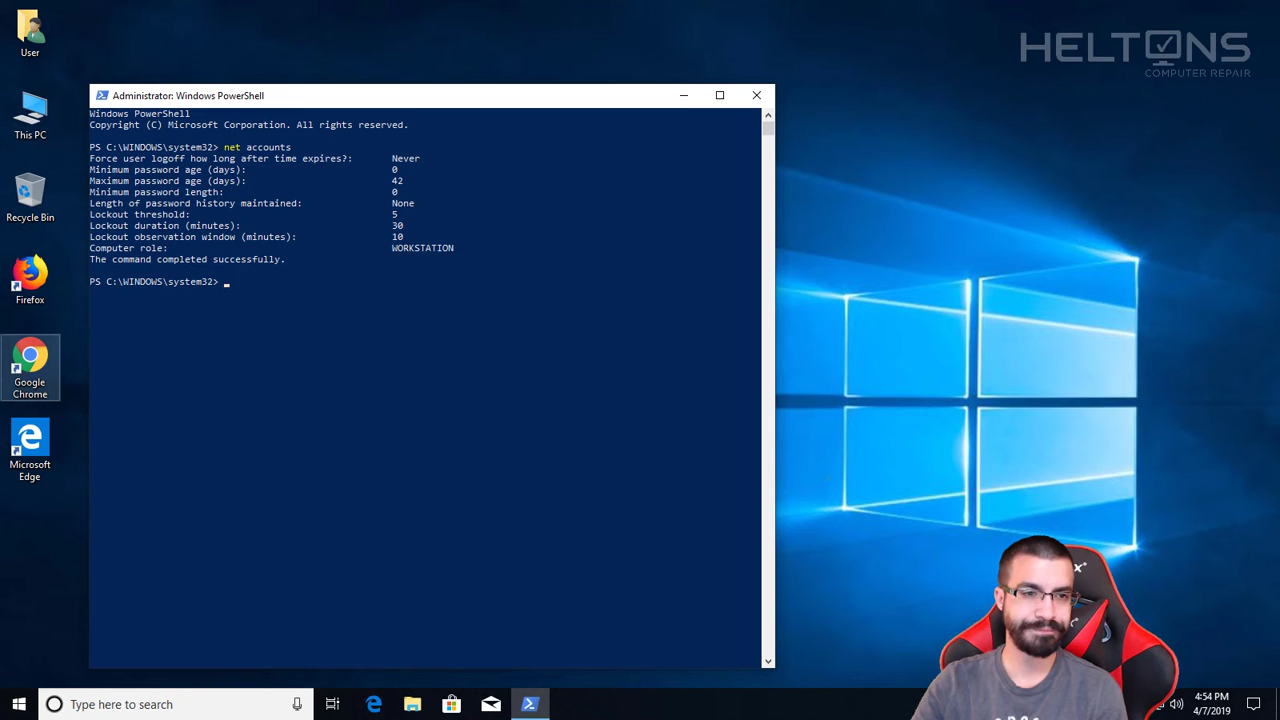 User
This PC
Recycle Bin
Firefox
Google
Chrome
Microsoft
Edge
HELTONS
COMPUTER REPAIR
Administrator: Windows PowerShell
Windows PowerShell
Copyright (C) Microsoft Corporation. All rights reserved.
PS C:\WINDOWS\system32> net accounts
Force user logoff how long after time expires?: Never
Minimum password age (days): 0
Maximum password age (days): 42
Minimum password length: 0
Length of password history maintained: None
Lockout threshold: 5
Lockout duration (minutes): 30
Lockout observation window (minutes): 10
Computer role: WORKSTATION
The command completed successfully.
PS C:\WINDOWS\system32> _
Type here to search
4:54 PM
4/7/2019